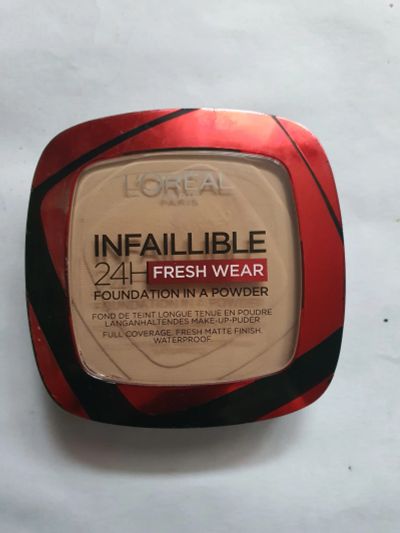 L'ORÉAL
PARIS
INFAILLIBLE
24H FRESH WEAR
FOUNDATION IN A POWDER
FOND DE TEINT LONGUE TENUE EN POUDRE
LANGANHALTENDES MAKE-UP-PUDER
FULL COVERAGE. FRESH MATTE FINISH.
WATERPROOF.